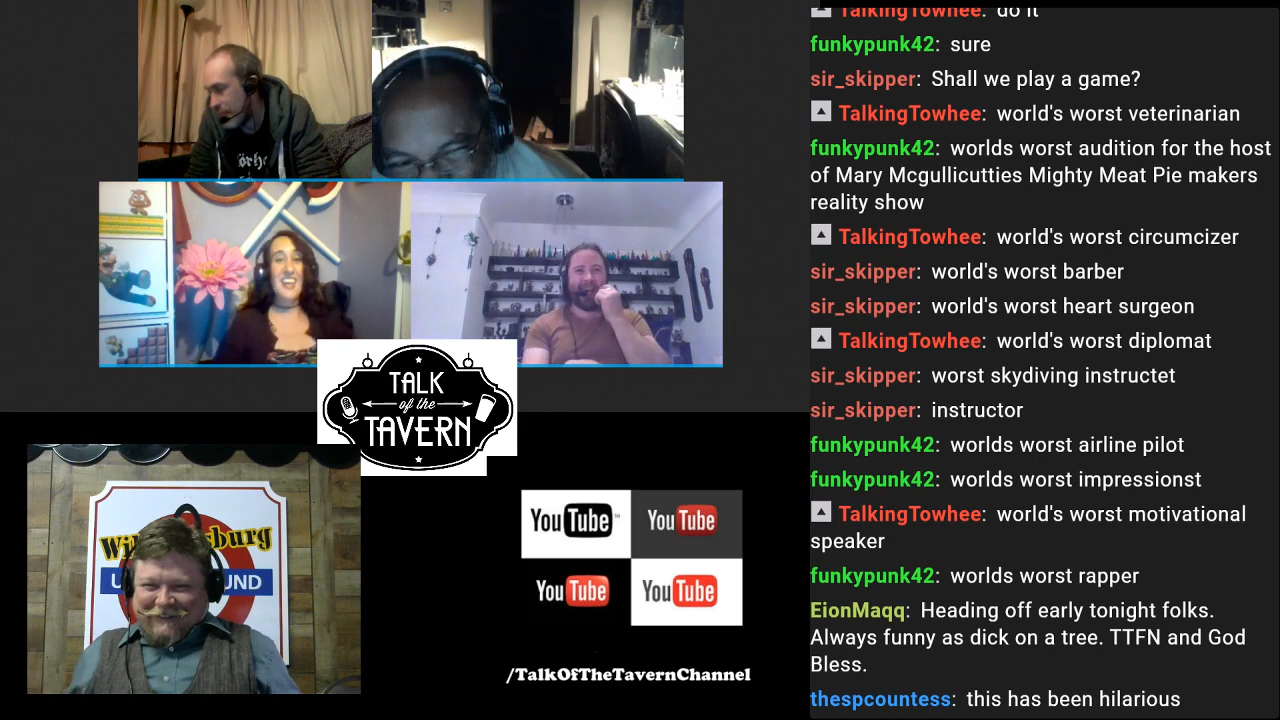 TalkingTowhee: do it
funkypunk42: sure
sir_skipper: Shall we play a game?
TalkingTowhee: world's worst veterinarian
funkypunk42: worlds worst audition for the host
of Mary Mcgullicutties Mighty Meat Pie makers
reality show
TalkingTowhee: world's worst circumcizer
sir_skipper: world's worst barber
sir_skipper: world's worst heart surgeon
TalkingTowhee: world's worst diplomat
sir_skipper: worst skydiving instructet
sir_skipper: instructor
funkypunk42: worlds worst airline pilot
funkypunk42: worlds worst impressionst
TalkingTowhee: world's worst motivational
speaker
funkypunk42: worlds worst rapper
EionMaqq: Heading off early tonight folks.
Always funny as dick on a tree. TTFN and God
Bless.
thespcountess: this has been hilarious
TALK
of the
TAVERN
YouTube™
YouTube
YouTube
YouTube
/TalkOfTheTavernChannel